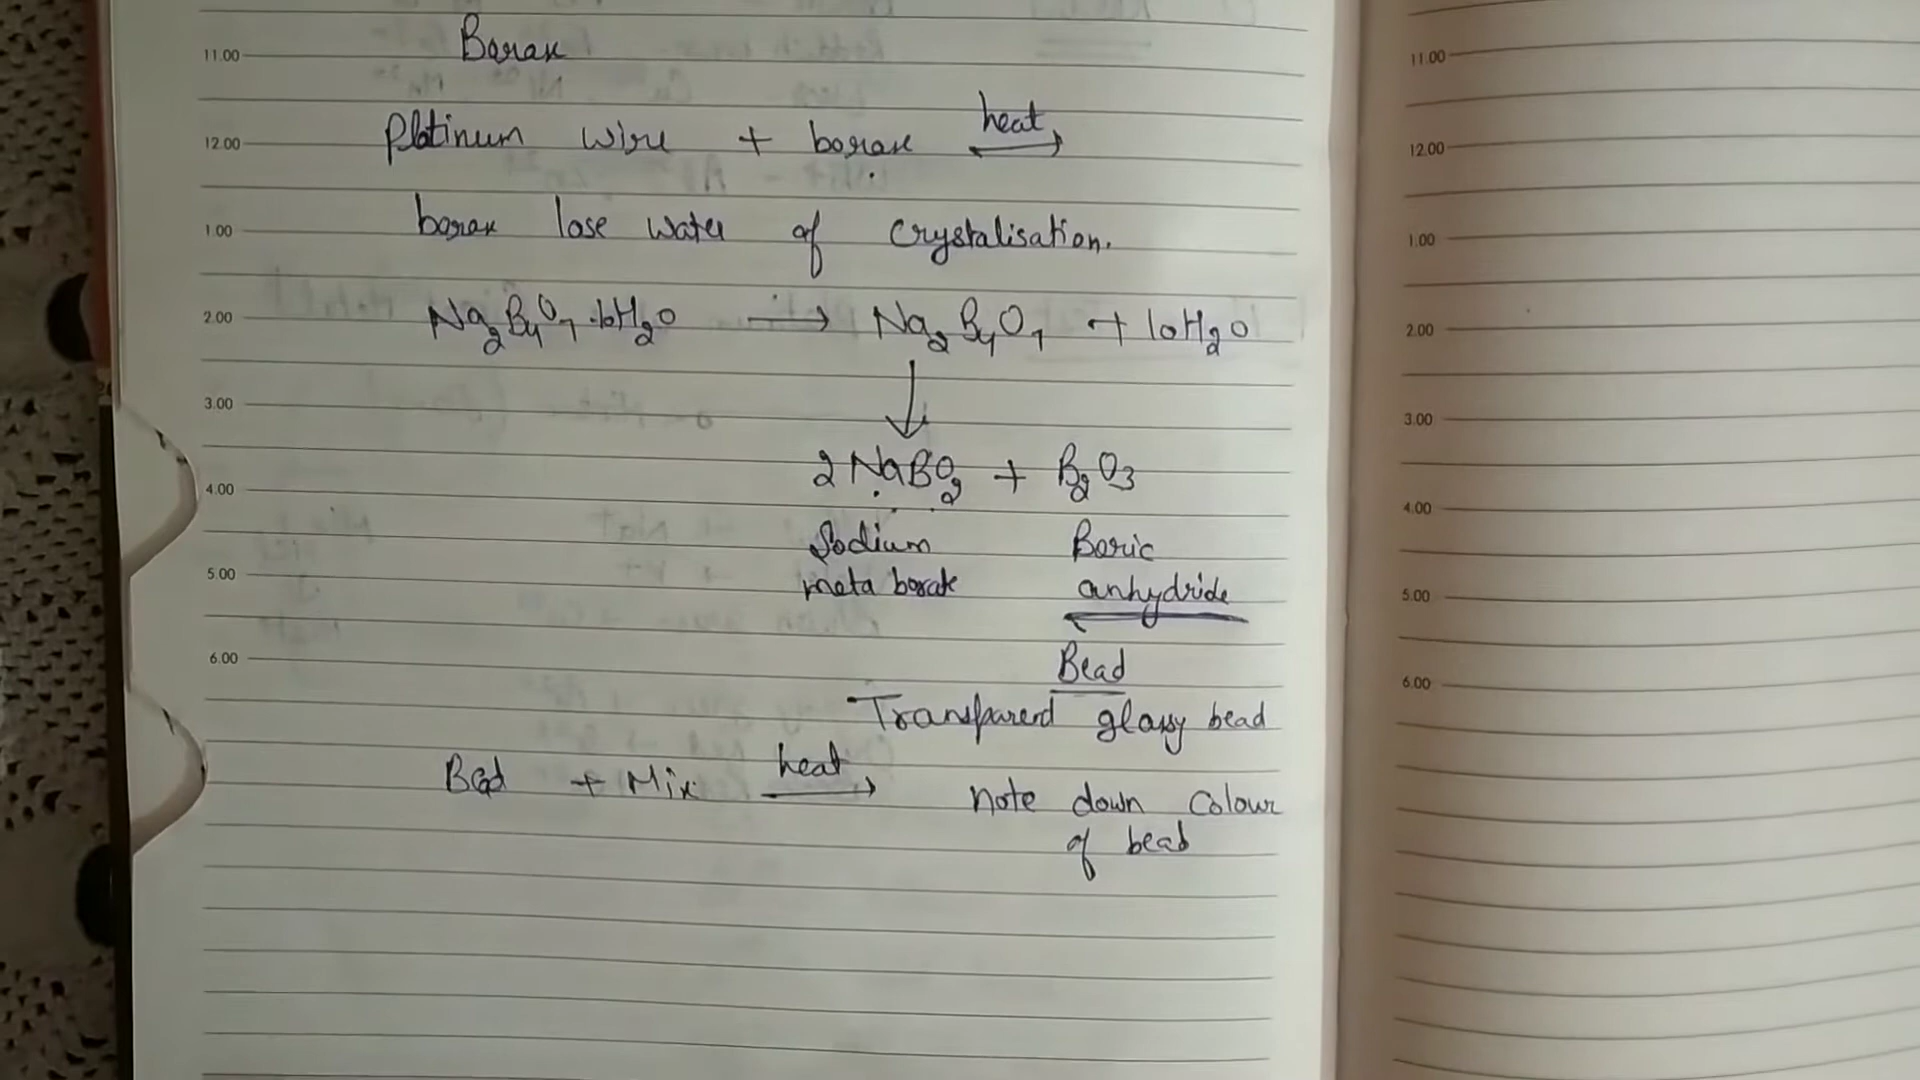 Borax
11.00
11.00
Platinum wire + borax heat
12.00
12.00
borax lose water of crystalisation.
1.00
1.00
Na2B4O7.10H2O → Na2B4O7 + 10H2O
2.00
2.00
↓
3.00
3.00
2NaBO2 + B2O3
4.00
4.00
Sodium Boric
meta borate anhydride
5.00
5.00
Bead
6.00
6.00
Transparend glassy bead
Bead + Mix heat → note down colour
of bead